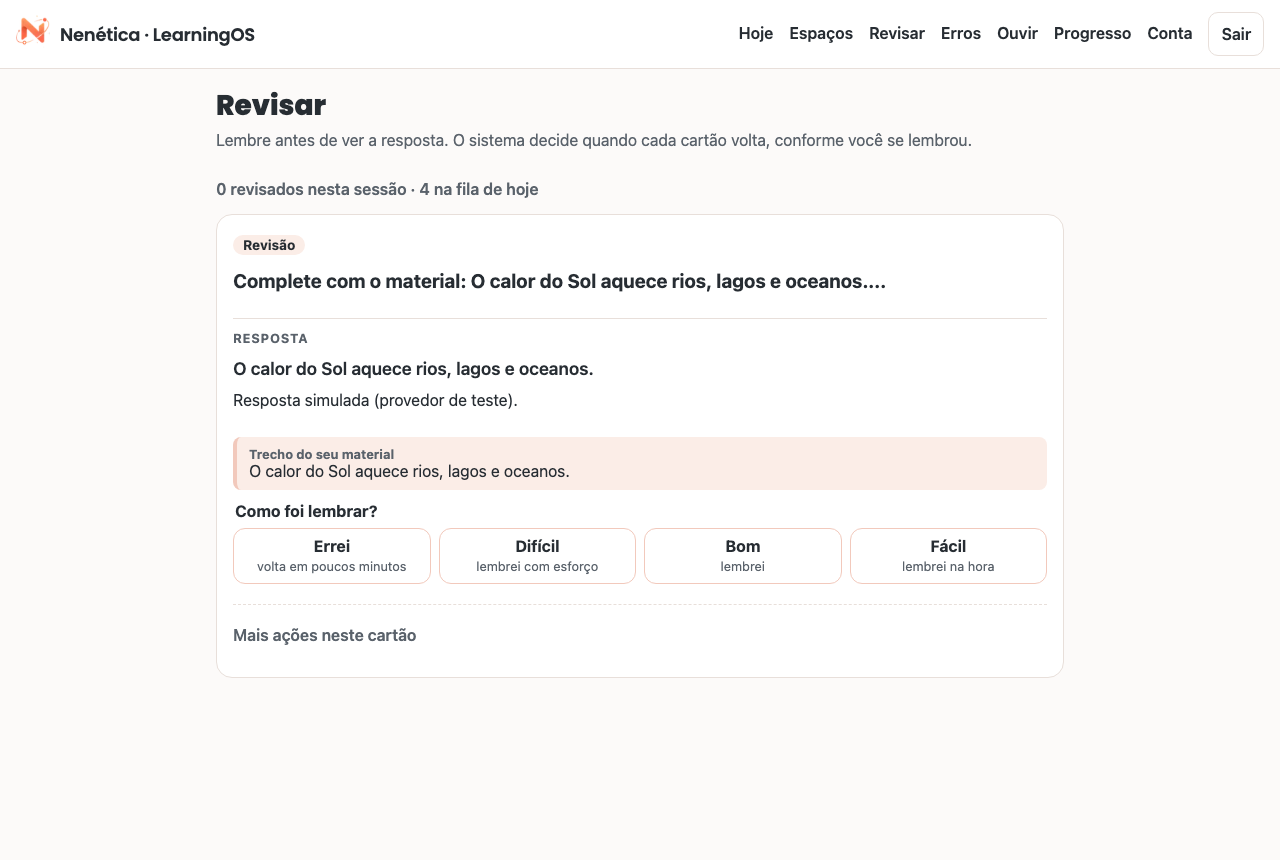 Nenética · LearningOS
Hoje Espaços Revisar Erros Ouvir Progresso Conta Sair
Revisar
Lembre antes de ver a resposta. O sistema decide quando cada cartão volta, conforme você se lembrou.
0 revisados nesta sessão · 4 na fila de hoje
Revisão
Complete com o material: O calor do Sol aquece rios, lagos e oceanos....
RESPOSTA
O calor do Sol aquece rios, lagos e oceanos.
Resposta simulada (provedor de teste).
Trecho do seu material
O calor do Sol aquece rios, lagos e oceanos.
Como foi lembrar?
Errei
volta em poucos minutos
Difícil
lembrei com esforço
Bom
lembrei
Fácil
lembrei na hora
Mais ações neste cartão